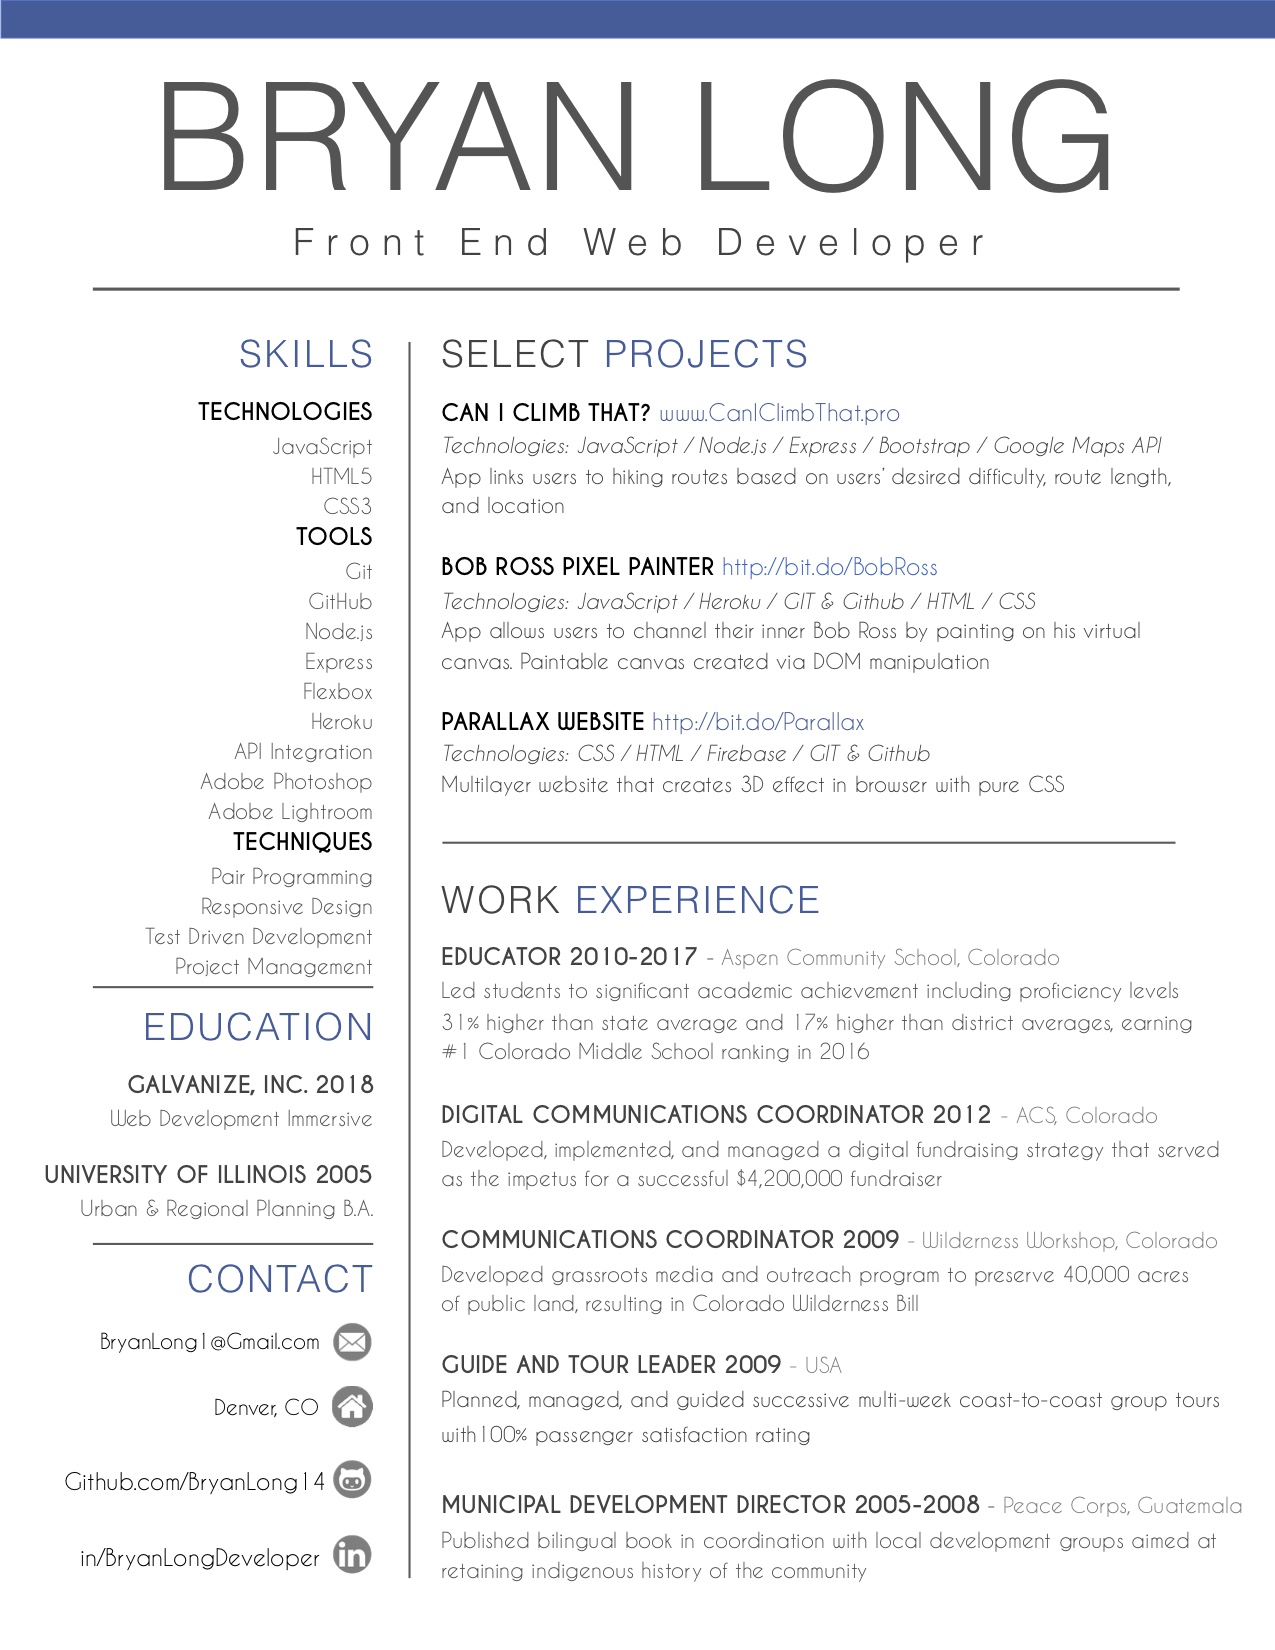 BRYAN LONG
Front End Web Developer
SKILLS
TECHNOLOGIES
JavaScript
HTML5
CSS3
TOOLS
Git
GitHub
Node.js
Express
Flexbox
Heroku
API Integration
Adobe Photoshop
Adobe Lightroom
TECHNIQUES
Pair Programming
Responsive Design
Test Driven Development
Project Management
EDUCATION
GALVANIZE, INC. 2018
Web Development Immersive
UNIVERSITY OF ILLINOIS 2005
Urban & Regional Planning B.A.
CONTACT
BryanLong1@Gmail.com
Denver, CO
Github.com/BryanLong14
in/BryanLongDeveloper
in
SELECT PROJECTS
CAN I CLIMB THAT? www.CanIClimbThat.pro
Technologies: JavaScript / Node.js / Express / Bootstrap / Google Maps API
App links users to hiking routes based on users' desired difficulty, route length,
and location
BOB ROSS PIXEL PAINTER http://bit.do/BobRoss
Technologies: JavaScript / Heroku / GIT & Github / HTML / CSS
App allows users to channel their inner Bob Ross by painting on his virtual
canvas. Paintable canvas created via DOM manipulation
PARALLAX WEBSITE http://bit.do/Parallax
Technologies: CSS / HTML / Firebase / GIT & Github
Multilayer website that creates 3D effect in browser with pure CSS
WORK EXPERIENCE
EDUCATOR 2010-2017 - Aspen Community School, Colorado
Led students to significant academic achievement including proficiency levels
31% higher than state average and 17% higher than district averages, earning
#1 Colorado Middle School ranking in 2016
DIGITAL COMMUNICATIONS COORDINATOR 2012 - ACS, Colorado
Developed, implemented, and managed a digital fundraising strategy that served
as the impetus for a successful $4,200,000 fundraiser
COMMUNICATIONS COORDINATOR 2009 - Wilderness Workshop, Colorado
Developed grassroots media and outreach program to preserve 40,000 acres
of public land, resulting in Colorado Wilderness Bill
GUIDE AND TOUR LEADER 2009 - USA
Planned, managed, and guided successive multi-week coast-to-coast group tours
with100% passenger satisfaction rating
MUNICIPAL DEVELOPMENT DIRECTOR 2005-2008 - Peace Corps, Guatemala
Published bilingual book in coordination with local development groups aimed at
retaining indigenous history of the community